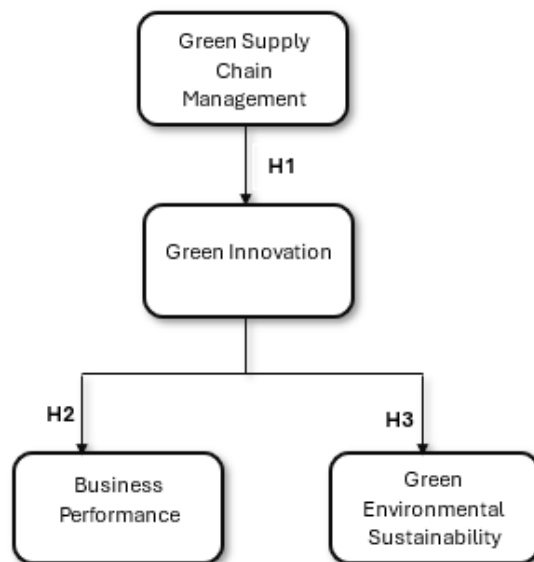 Green Supply
Chain
Management
H1
Green Innovation
H2
H3
Business
Performance
Green
Environmental
Sustainability